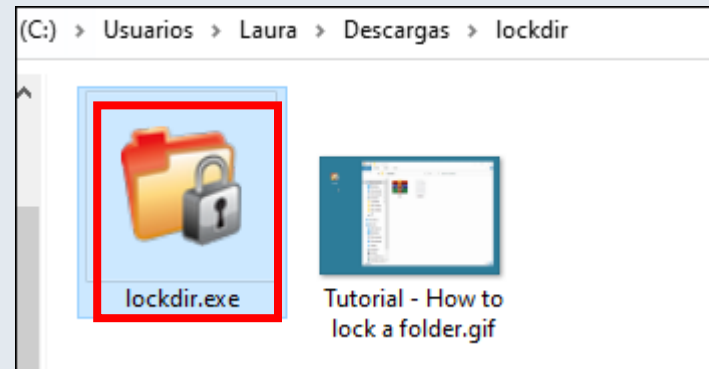 (C:) > Usuarios > Laura > Descargas > lockdir
lockdir.exe
Tutorial - How to
lock a folder.gif